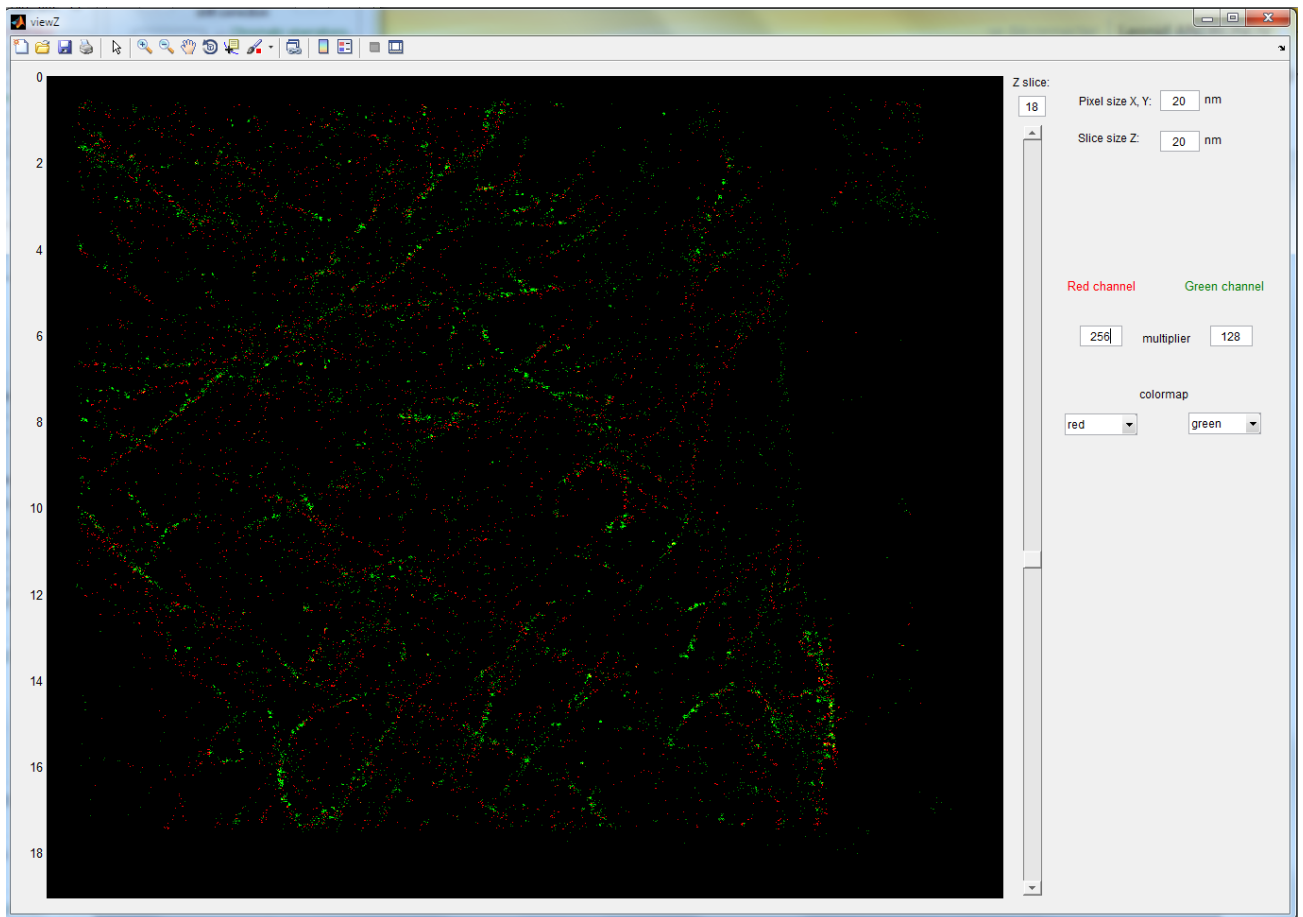 viewZ
0
2
4
6
8
10
12
14
16
18
Z slice:
18
Pixel size X, Y: 20 nm
Slice size Z: 20 nm
Red channel Green channel
256 multiplier 128
colormap
red green